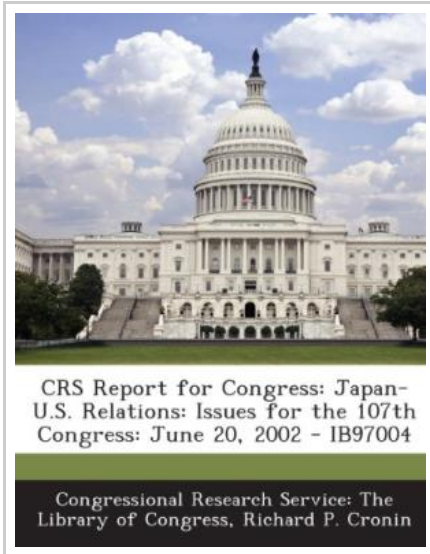 CRS Report for Congress: Japan-
U.S. Relations: Issues for the 107th
Congress: June 20, 2002 - IB97004
Congressional Research Service: The
Library of Congress, Richard P. Cronin